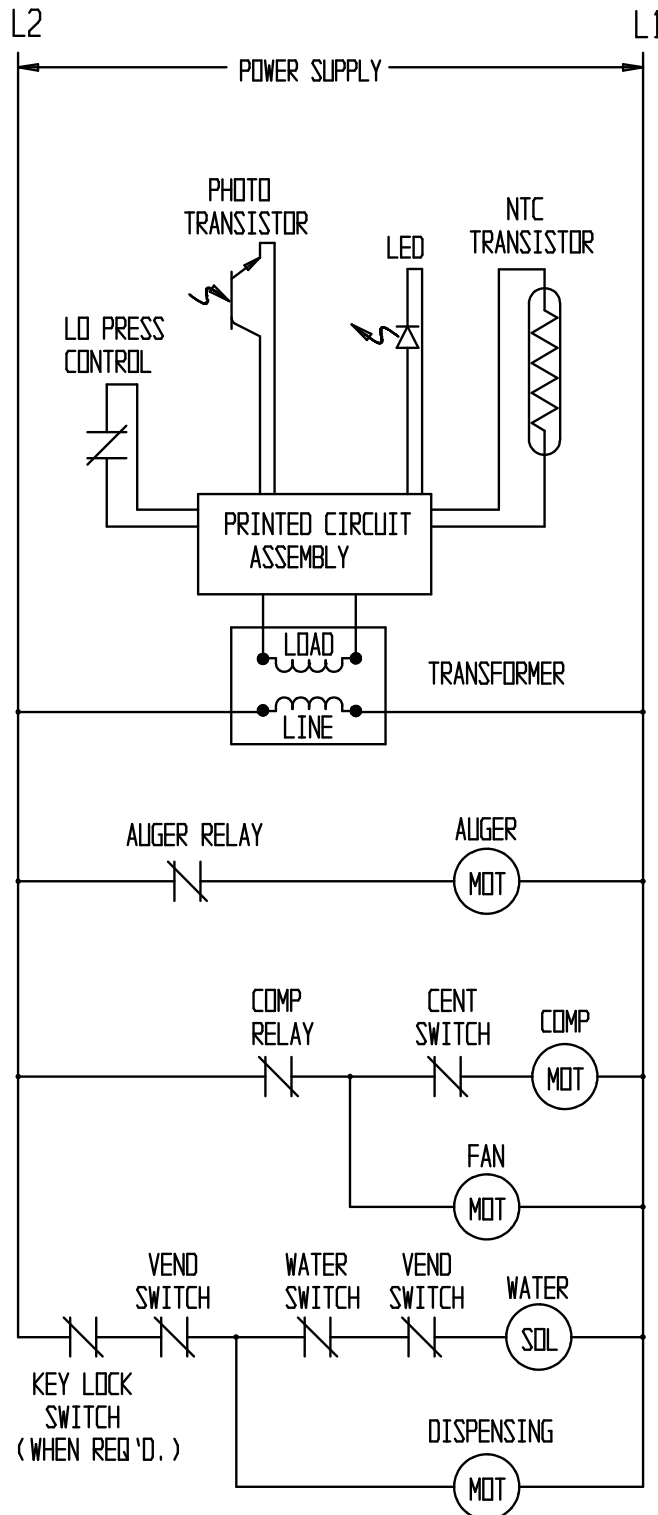 L2
L1
POWER SUPPLY
PHOTO
TRANSISTOR
NTC
TRANSISTOR
LED
LO PRESS
CONTROL
PRINTED CIRCUIT
ASSEMBLY
LOAD
TRANSFORMER
LINE
AUGER RELAY
AUGER
MOT
COMP
RELAY
CENT
SWITCH
COMP
MOT
FAN
MOT
VEND
SWITCH
WATER
SWITCH
VEND
SWITCH
WATER
SOL
KEY LOCK
SWITCH
(WHEN REQ'D.)
DISPENSING
MOT